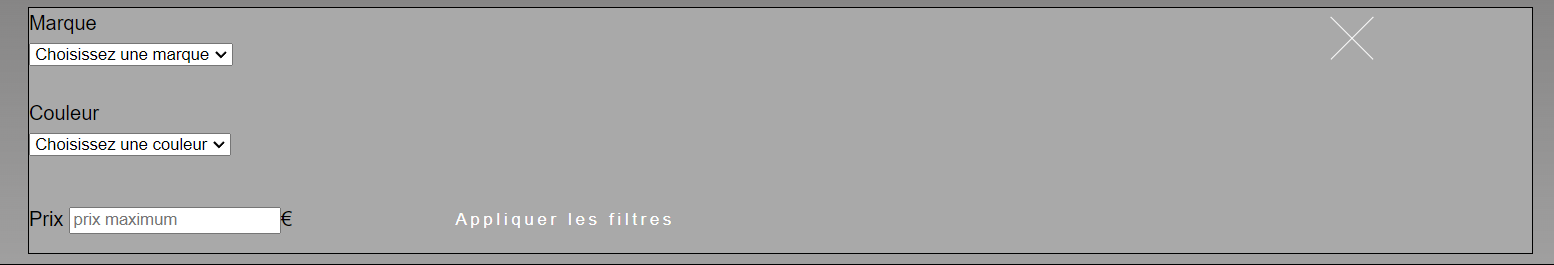 Marque
Choisissez une marque
Couleur
Choisissez une couleur
Prix prix maximum€ Appliquer les filtres